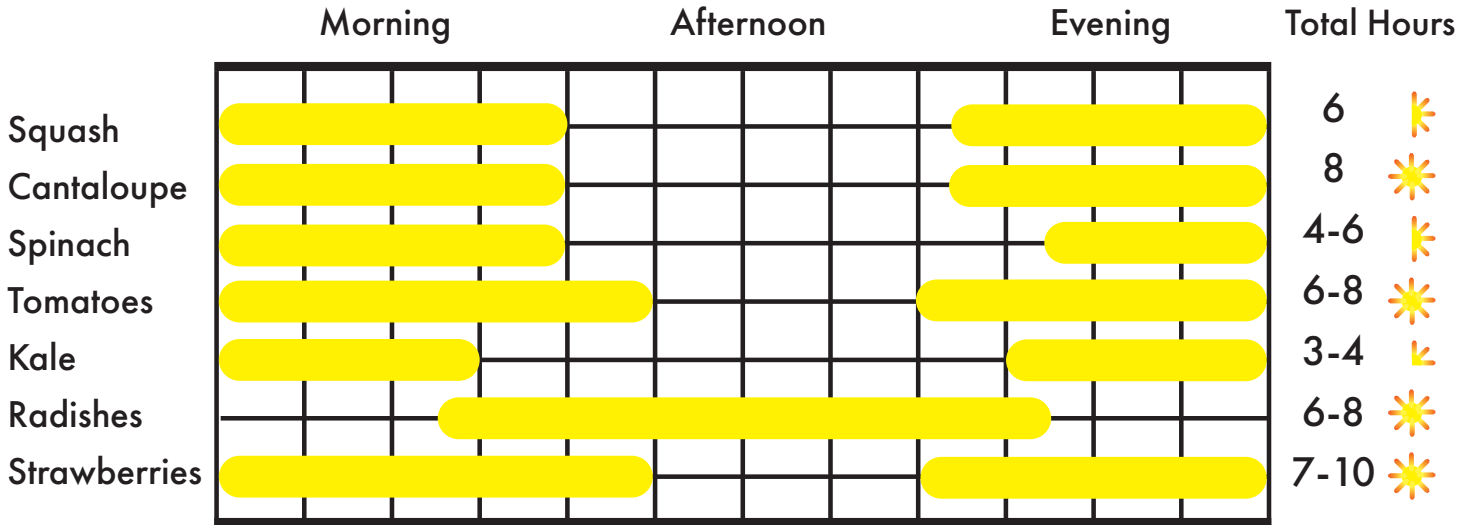 Morning Afternoon Evening Total Hours
Squash 6
Cantaloupe 8
Spinach 4-6
Tomatoes 6-8
Kale 3-4
Radishes 6-8
Strawberries 7-10